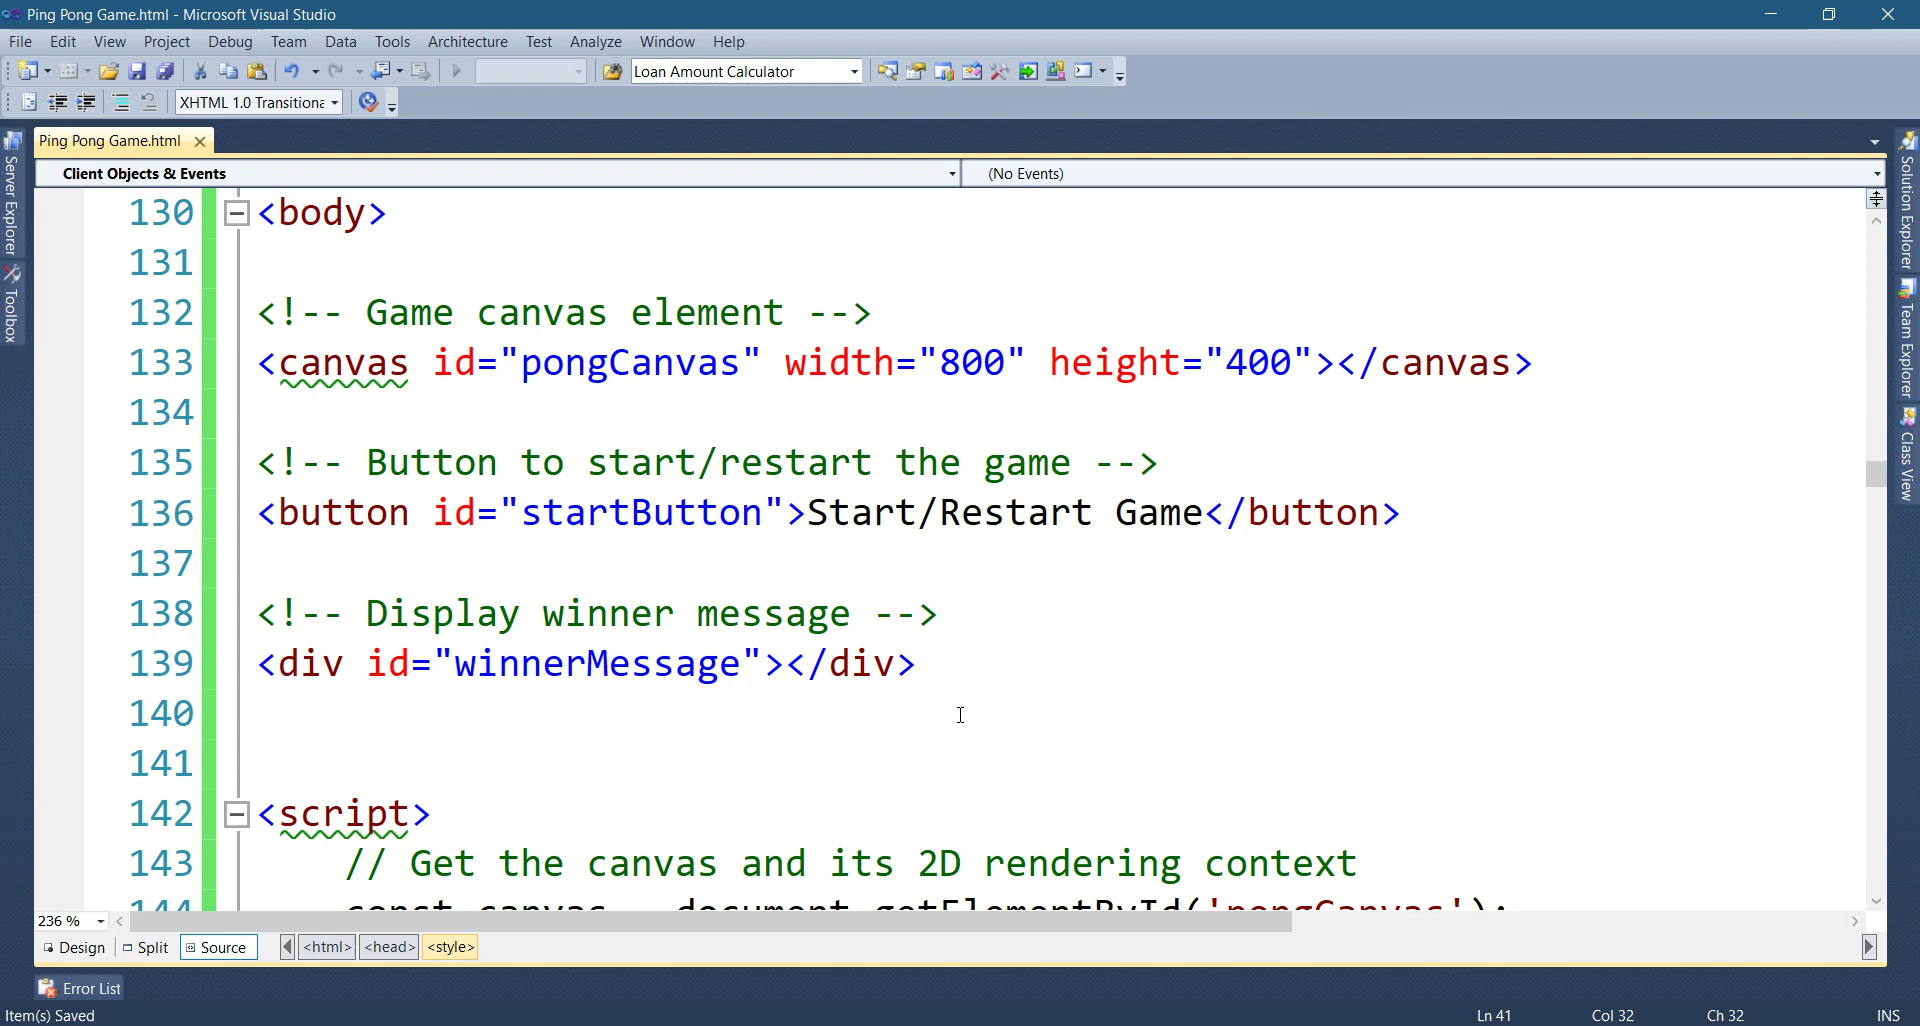 Ping Pong Game.html - Microsoft Visual Studio
File Edit View Project Debug Team Data Tools Architecture Test Analyze Window Help
Loan Amount Calculator
XHTML 1.0 Transitiona
Server Explorer
Toolbox
Ping Pong Game.html
Client Objects & Events (No Events)
130 <body>
131
132 <!-- Game canvas element -->
133 <canvas id="pongCanvas" width="800" height="400"></canvas>
134
135 <!-- Button to start/restart the game -->
136 <button id="startButton">Start/Restart Game</button>
137
138 <!-- Display winner message -->
139 <div id="winnerMessage"></div>
140
141
142 <script>
143 // Get the canvas and its 2D rendering context
144 const canvas = document.getElementById('pongCanvas');
Solution Explorer
Team Explorer
Class View
236 %
Design Split Source <html> <head> <style>
Error List
Item(s) Saved Ln 41 Col 32 Ch 32 INS